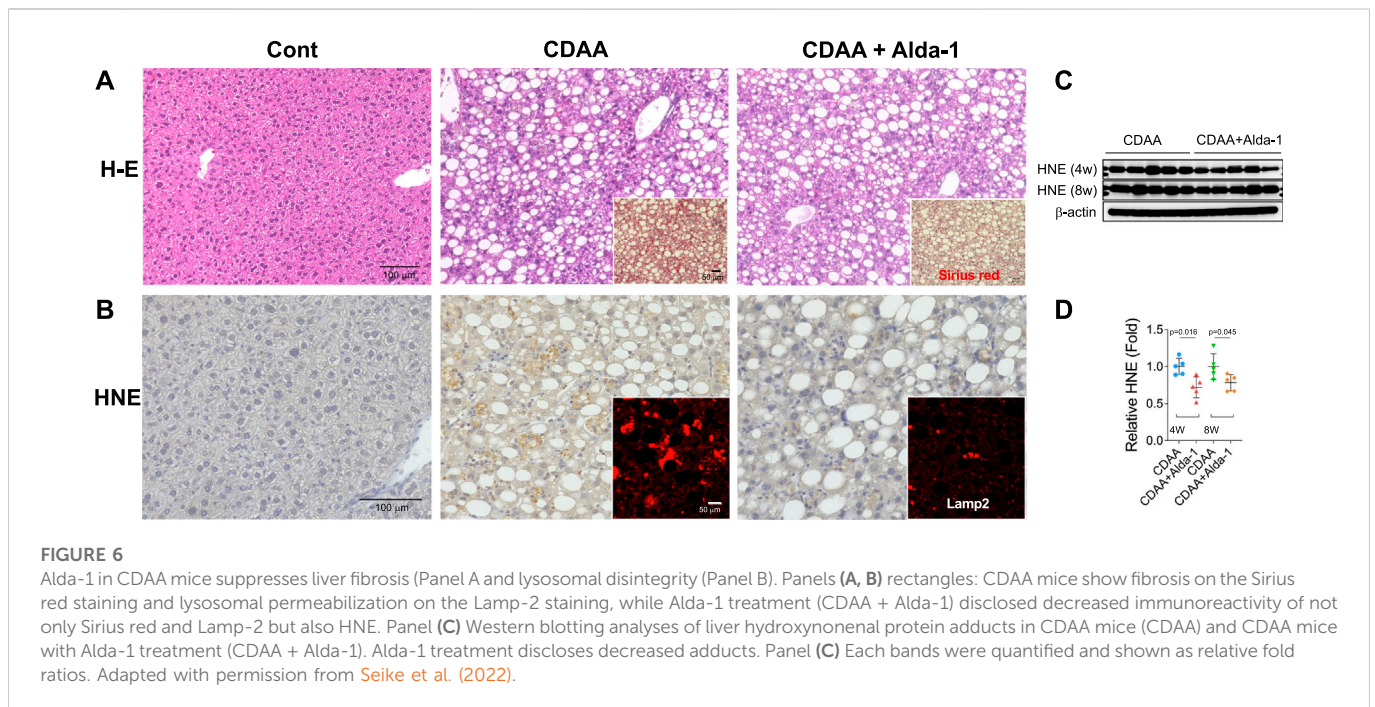 Cont
CDAA
CDAA + Alda-1
A
H-E
100 µm
50 µm
Sirius red
B
HNE
100 µm
50 µm
Lamp2
C
CDAA
CDAA+Alda-1
HNE (4w)
HNE (8w)
β-actin
D
Relative HNE (Fold)
p=0.016
p=0.045
1.5
1.0
0.5
0.0
4W
8W
CDAA
CDAA+Alda-1
CDAA
CDAA+Alda-1
FIGURE 6
Alda-1 in CDAA mice suppresses liver fibrosis (Panel A and lysosomal disintegrity (Panel B). Panels (A, B) rectangles: CDAA mice show fibrosis on the Sirius
red staining and lysosomal permeabilization on the Lamp-2 staining, while Alda-1 treatment (CDAA + Alda-1) disclosed decreased immunoreactivity of not
only Sirius red and Lamp-2 but also HNE. Panel (C) Western blotting analyses of liver hydroxynonenal protein adducts in CDAA mice (CDAA) and CDAA mice
with Alda-1 treatment (CDAA + Alda-1). Alda-1 treatment discloses decreased adducts. Panel (C) Each bands were quantified and shown as relative fold
ratios. Adapted with permission from Seike et al. (2022).